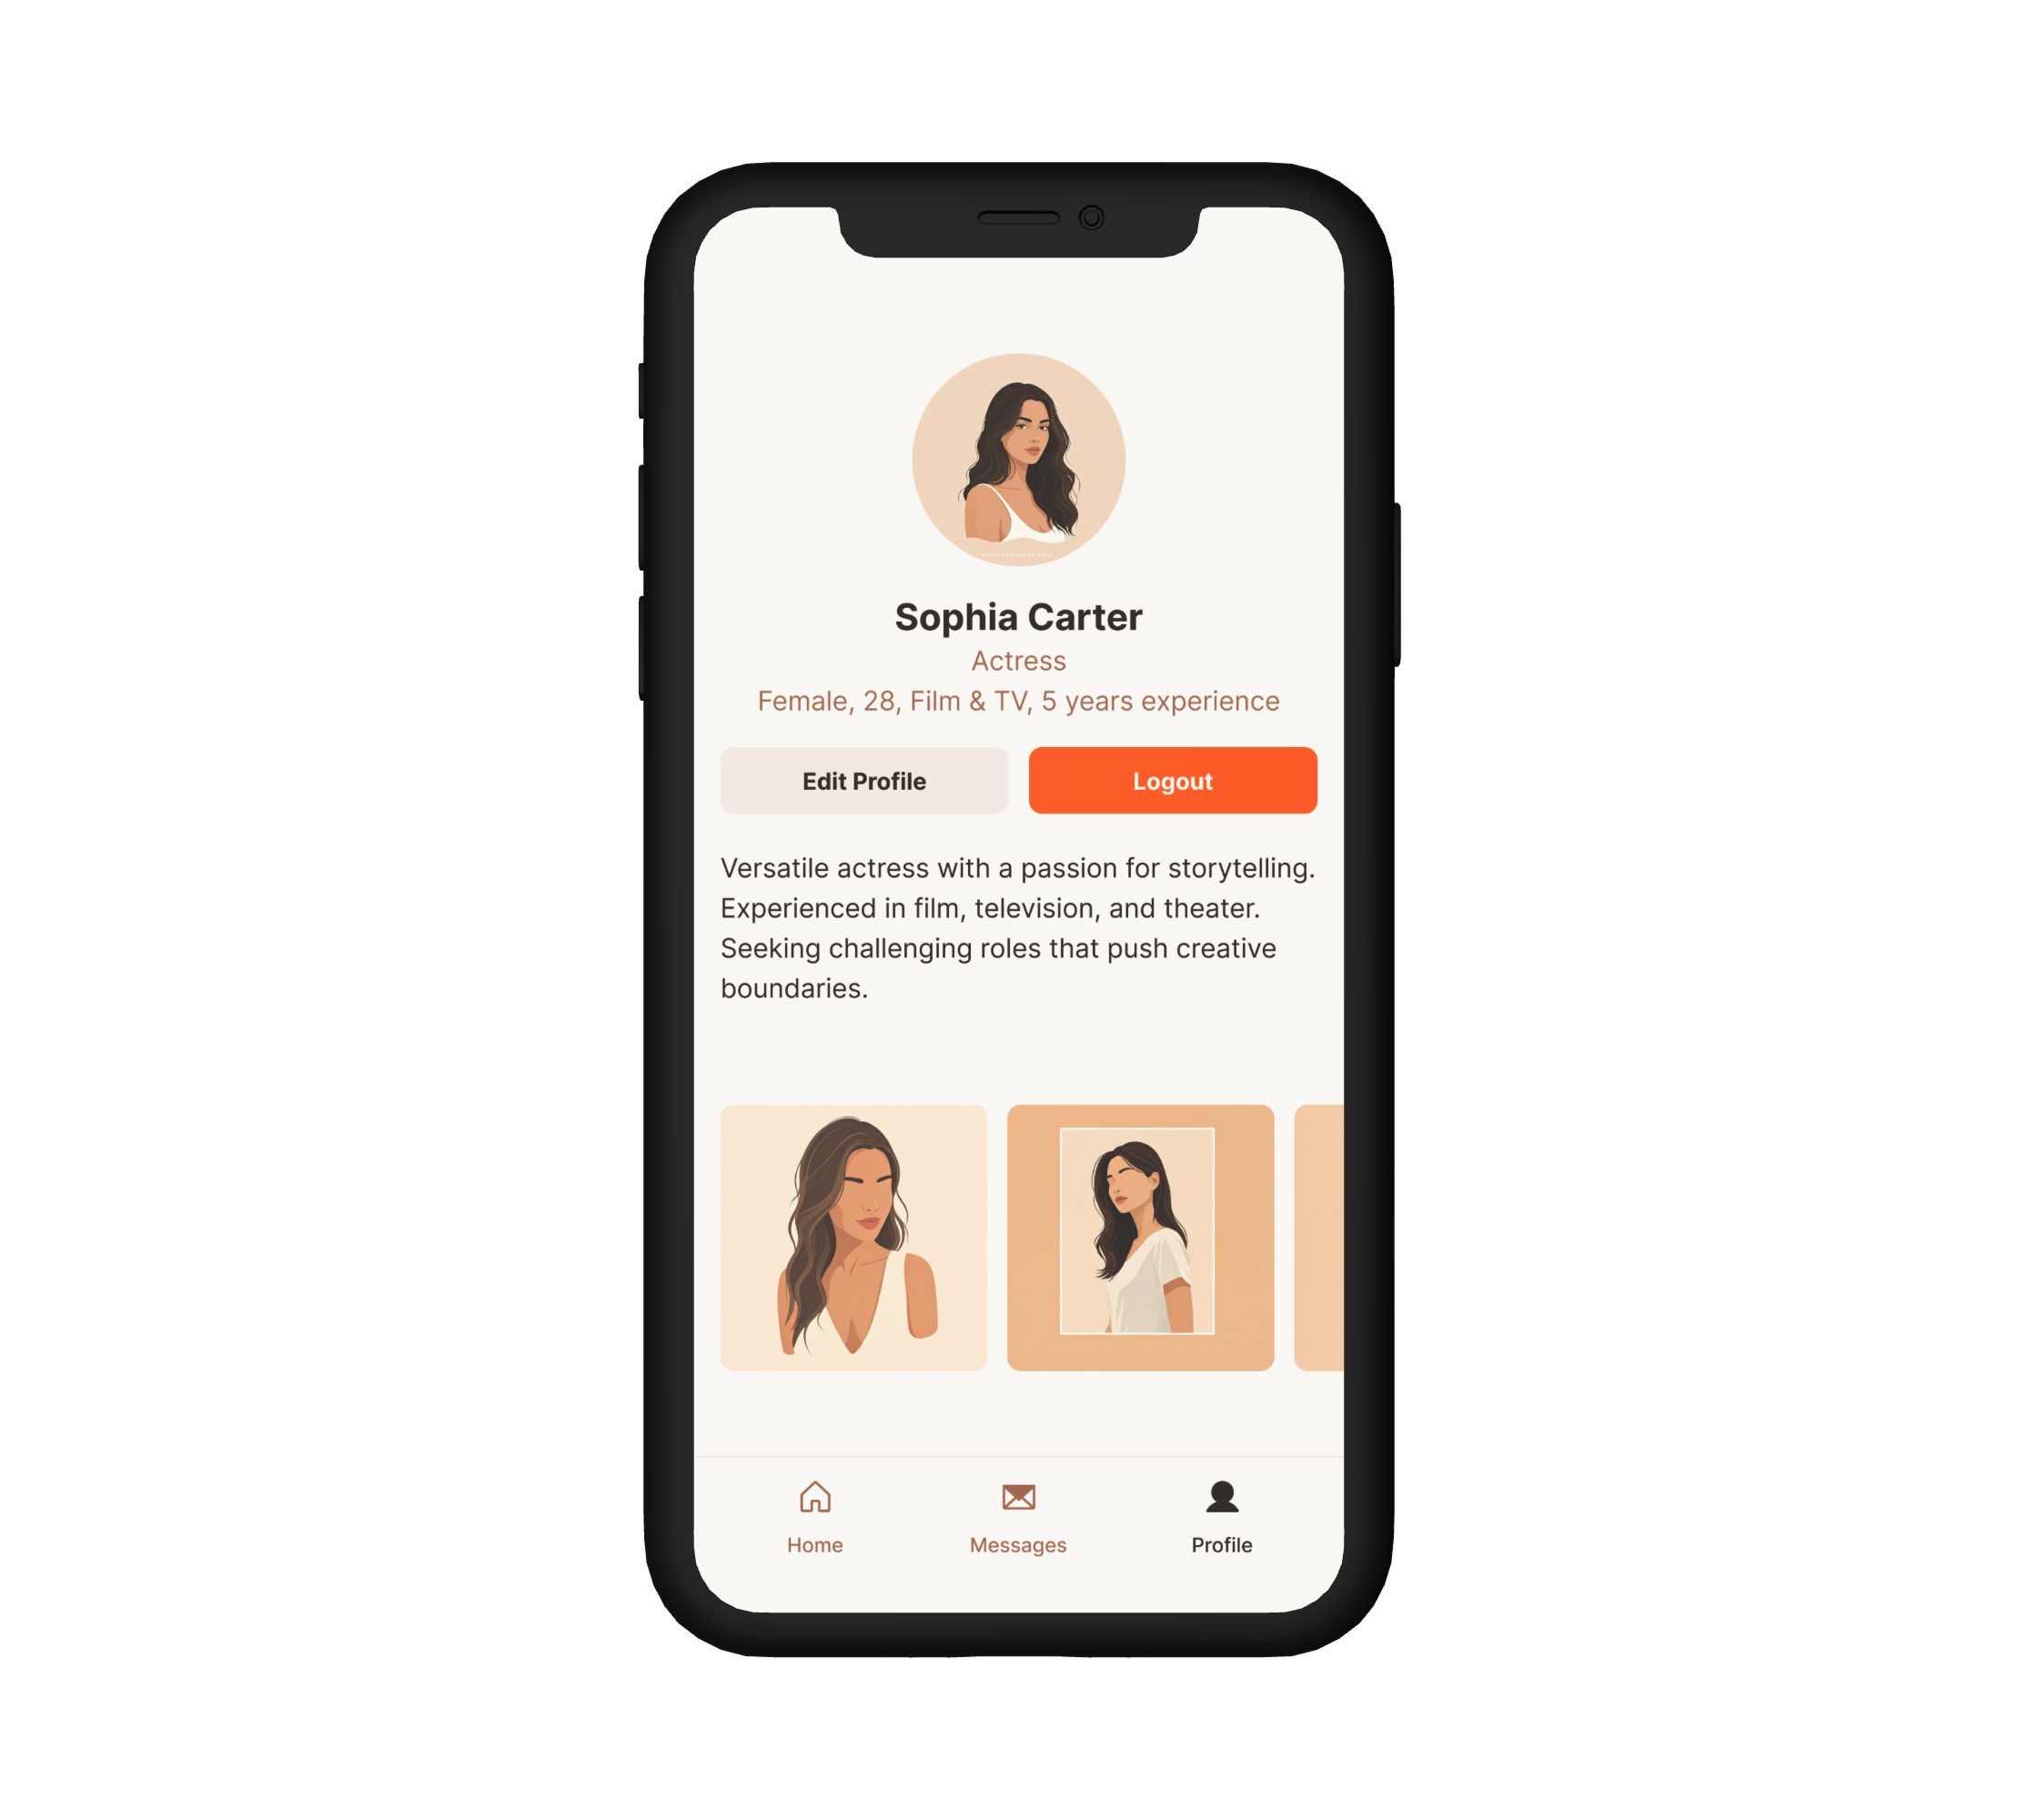 Sophia Carter
Actress
Female, 28, Film & TV, 5 years experience
Edit Profile
Logout
Versatile actress with a passion for storytelling.
Experienced in film, television, and theater.
Seeking challenging roles that push creative
boundaries.
Home
Messages
Profile